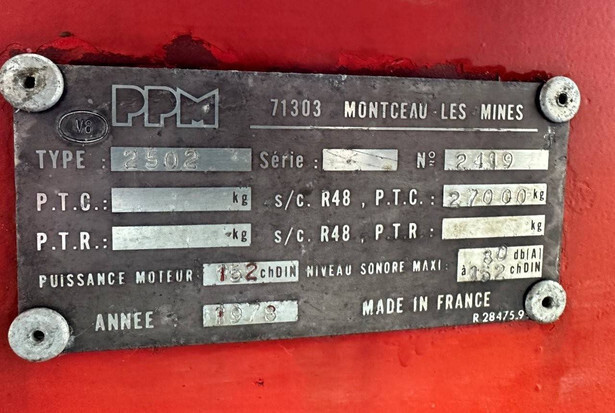 PPM 71303 MONTCEAU-LES-MINES
V8
TYPE : 2502 Série : N° 2419
P.T.C.: kg s/c. R48, P.T.C.: 27000 kg
P.T.R.: kg s/c. R48, P.T.R.: kg
PUISSANCE MOTEUR: 152 chDIN NIVEAU SONORE MAXI: 80 db(A)
à 152 chDIN
ANNEE : 1978 MADE IN FRANCE
R 28475.9